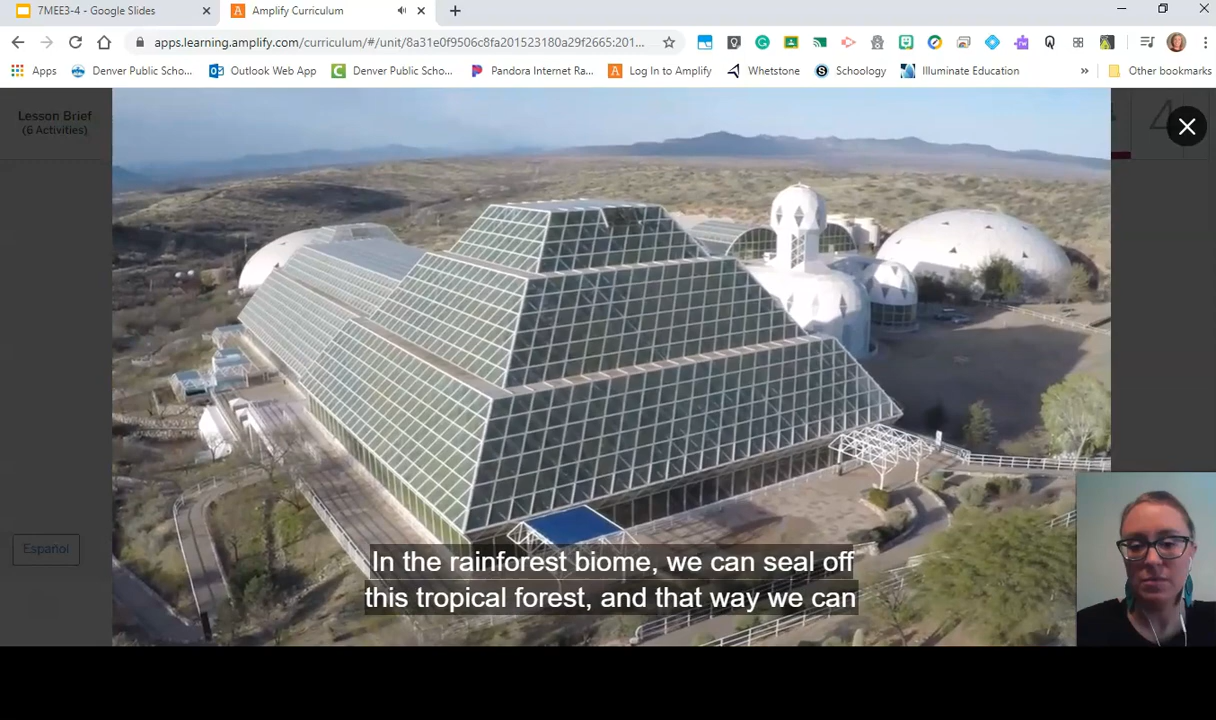 7MEE3-4 - Google Slides
Amplify Curriculum
apps.learning.amplify.com/curriculum/#/unit/8a31e0f9506c8fa201523180a29f2665:201...
Apps
Denver Public Scho...
Outlook Web App
Denver Public Scho...
Pandora Internet Ra...
Log In to Amplify
Whetstone
Schoology
Illuminate Education
»
Other bookmarks
Lesson Brief
(6 Activities)
4
Español
In the rainforest biome, we can seal off
this tropical forest, and that way we can